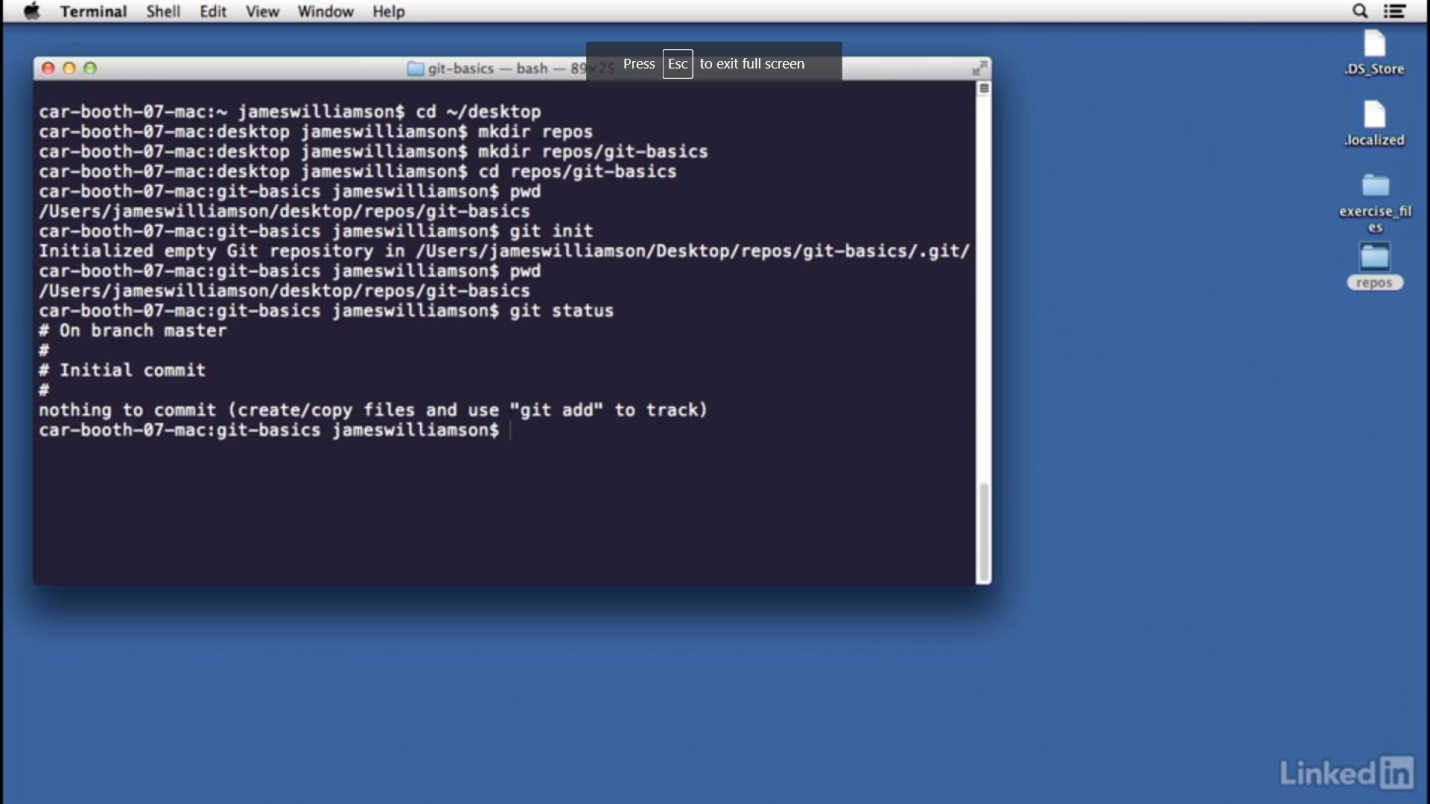 Terminal Shell Edit View Window Help
git-basics — bash — 89×25
Press Esc to exit full screen
.DS_Store
car-booth-07-mac:~ jameswilliamson$ cd ~/desktop
car-booth-07-mac:desktop jameswilliamson$ mkdir repos
.localized
car-booth-07-mac:desktop jameswilliamson$ mkdir repos/git-basics
car-booth-07-mac:desktop jameswilliamson$ cd repos/git-basics
car-booth-07-mac:git-basics jameswilliamson$ pwd
/Users/jameswilliamson/desktop/repos/git-basics
exercise_fil
es
car-booth-07-mac:git-basics jameswilliamson$ git init
Initialized empty Git repository in /Users/jameswilliamson/Desktop/repos/git-basics/.git/
car-booth-07-mac:git-basics jameswilliamson$ pwd
repos
/Users/jameswilliamson/desktop/repos/git-basics
car-booth-07-mac:git-basics jameswilliamson$ git status
# On branch master
#
# Initial commit
#
nothing to commit (create/copy files and use "git add" to track)
car-booth-07-mac:git-basics jameswilliamson$
Linked in